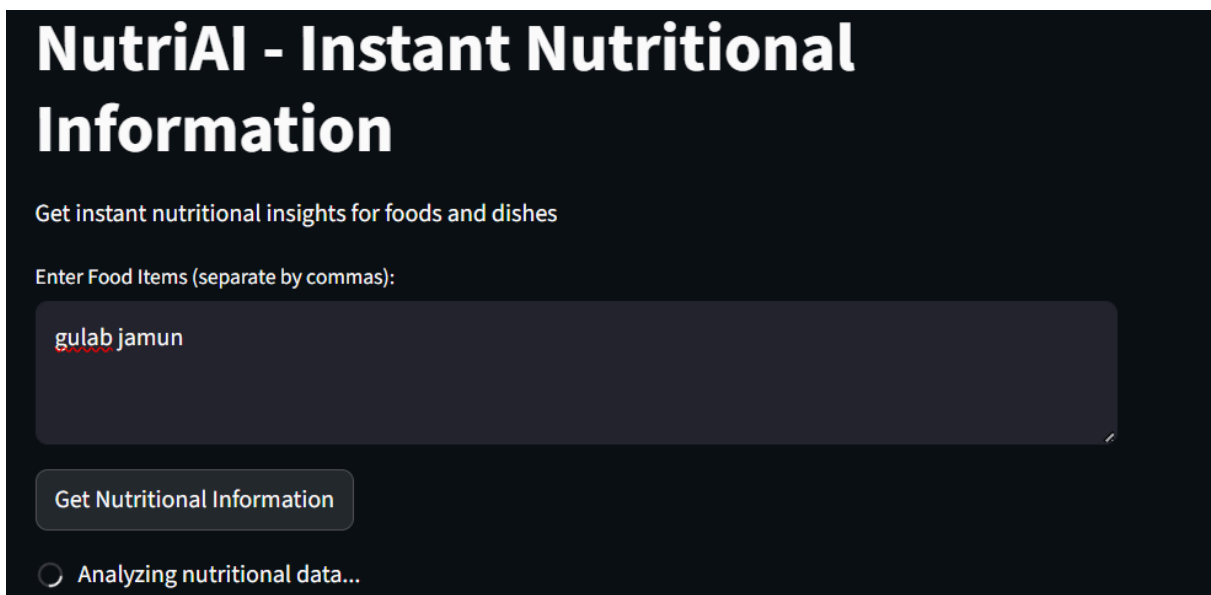 NutriAI - Instant Nutritional
Information
Get instant nutritional insights for foods and dishes
Enter Food Items (separate by commas):
gulab jamun
Get Nutritional Information
Analyzing nutritional data...